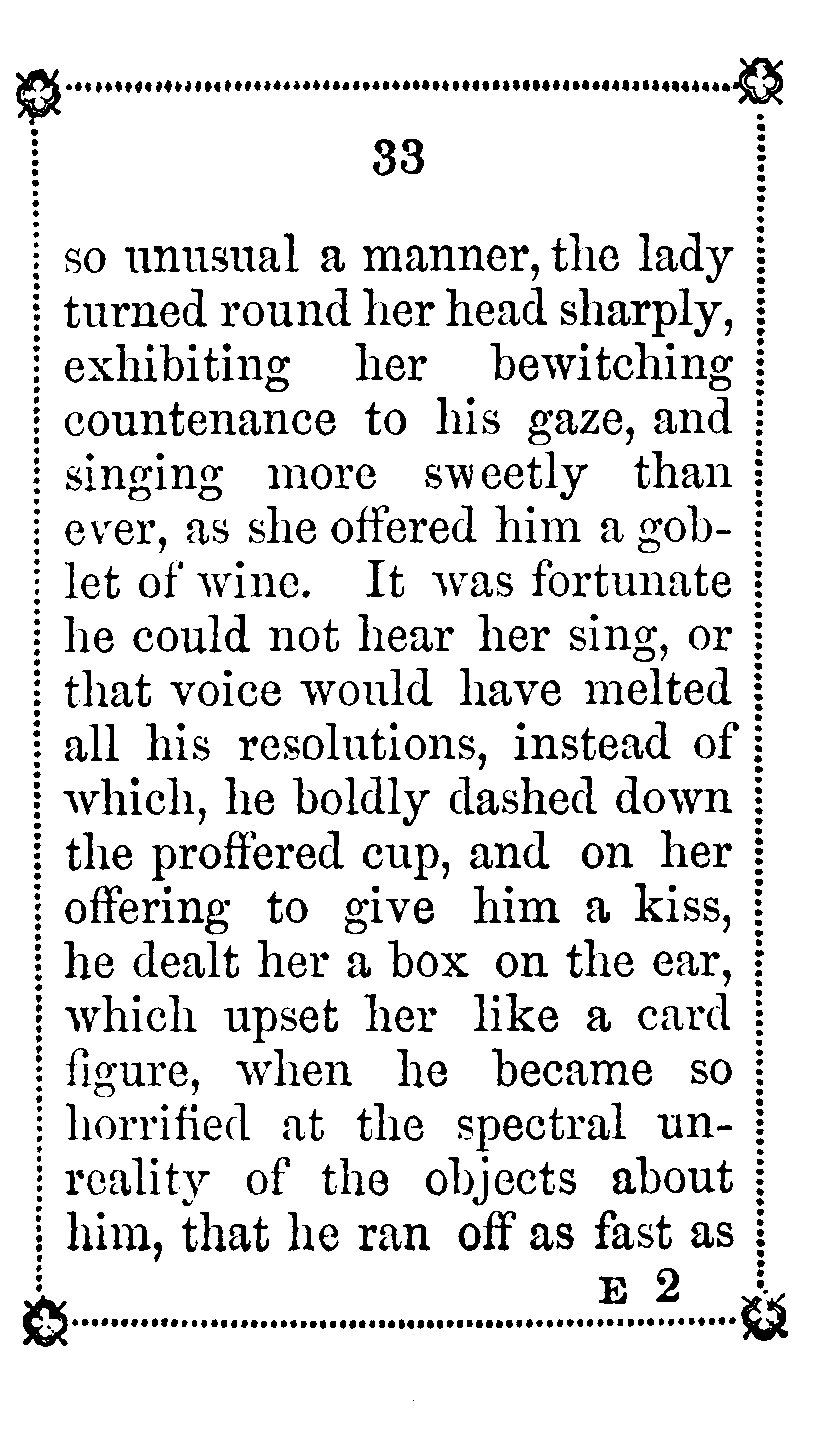 33
so unusual a manner, the lady
turned round her head sharply,
exhibiting her bewitching
countenance to his gaze, and
singing more sweetly than
ever, as she offered him a gob-
let of wine. It was fortunate
he could not hear her sing, or
that voice would have melted
all his resolutions, instead of
which, he boldly dashed down
the proffered cup, and on her
offering to give him a kiss,
he dealt her a box on the ear,
which upset her like a card
figure, when he became so
horrified at the spectral un-
reality of the objects about
him, that he ran off as fast as
E 2